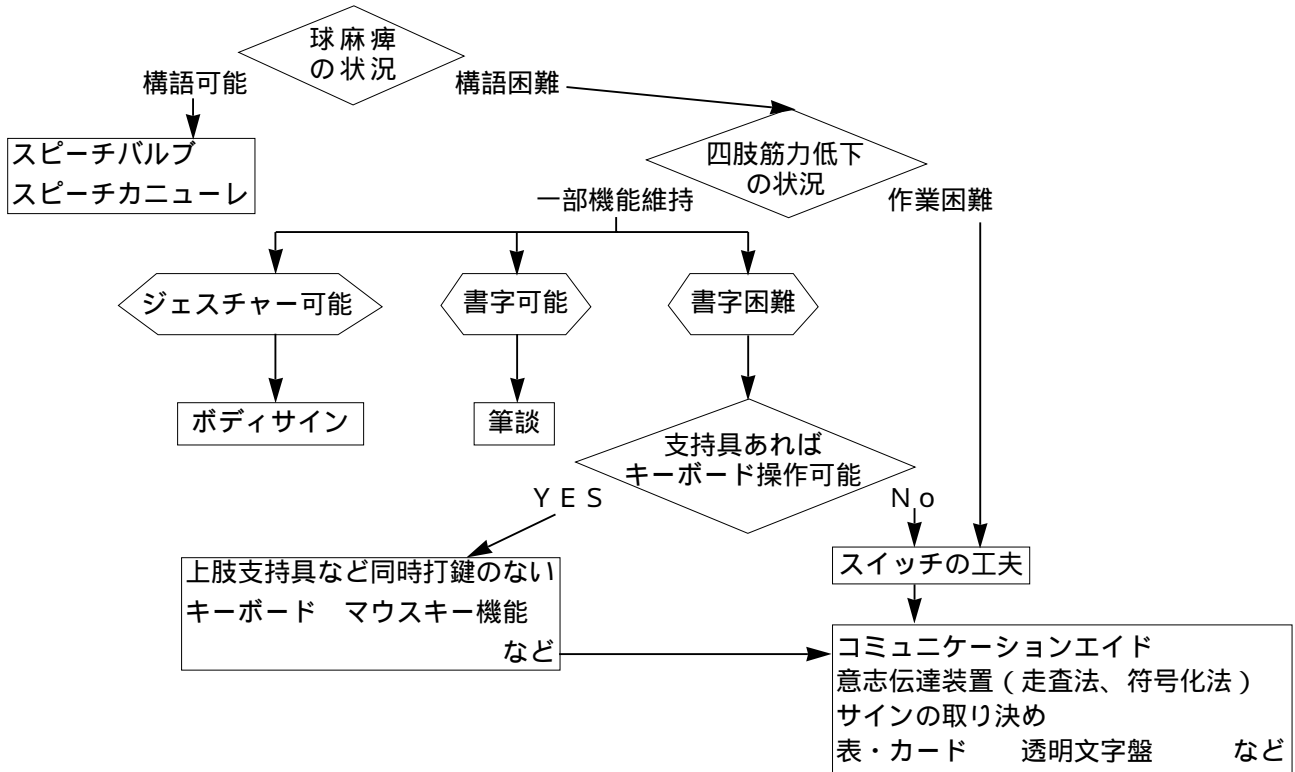 球麻痺
の状況
構語可能
構語困難
スピーチバルブ
スピーチカニューレ
四肢筋力低下
の状況
一部機能維持
作業困難
ジェスチャー可能
書字可能
書字困難
ボディサイン
筆談
支持具あれば
キーボード操作可能
ＹＥＳ
Ｎｏ
上肢支持具など同時打鍵のない
キーボード　マウスキー機能
など
スイッチの工夫
コミュニケーションエイド
意志伝達装置（走査法、符号化法）
サインの取り決め
表・カード　　透明文字盤　　　など